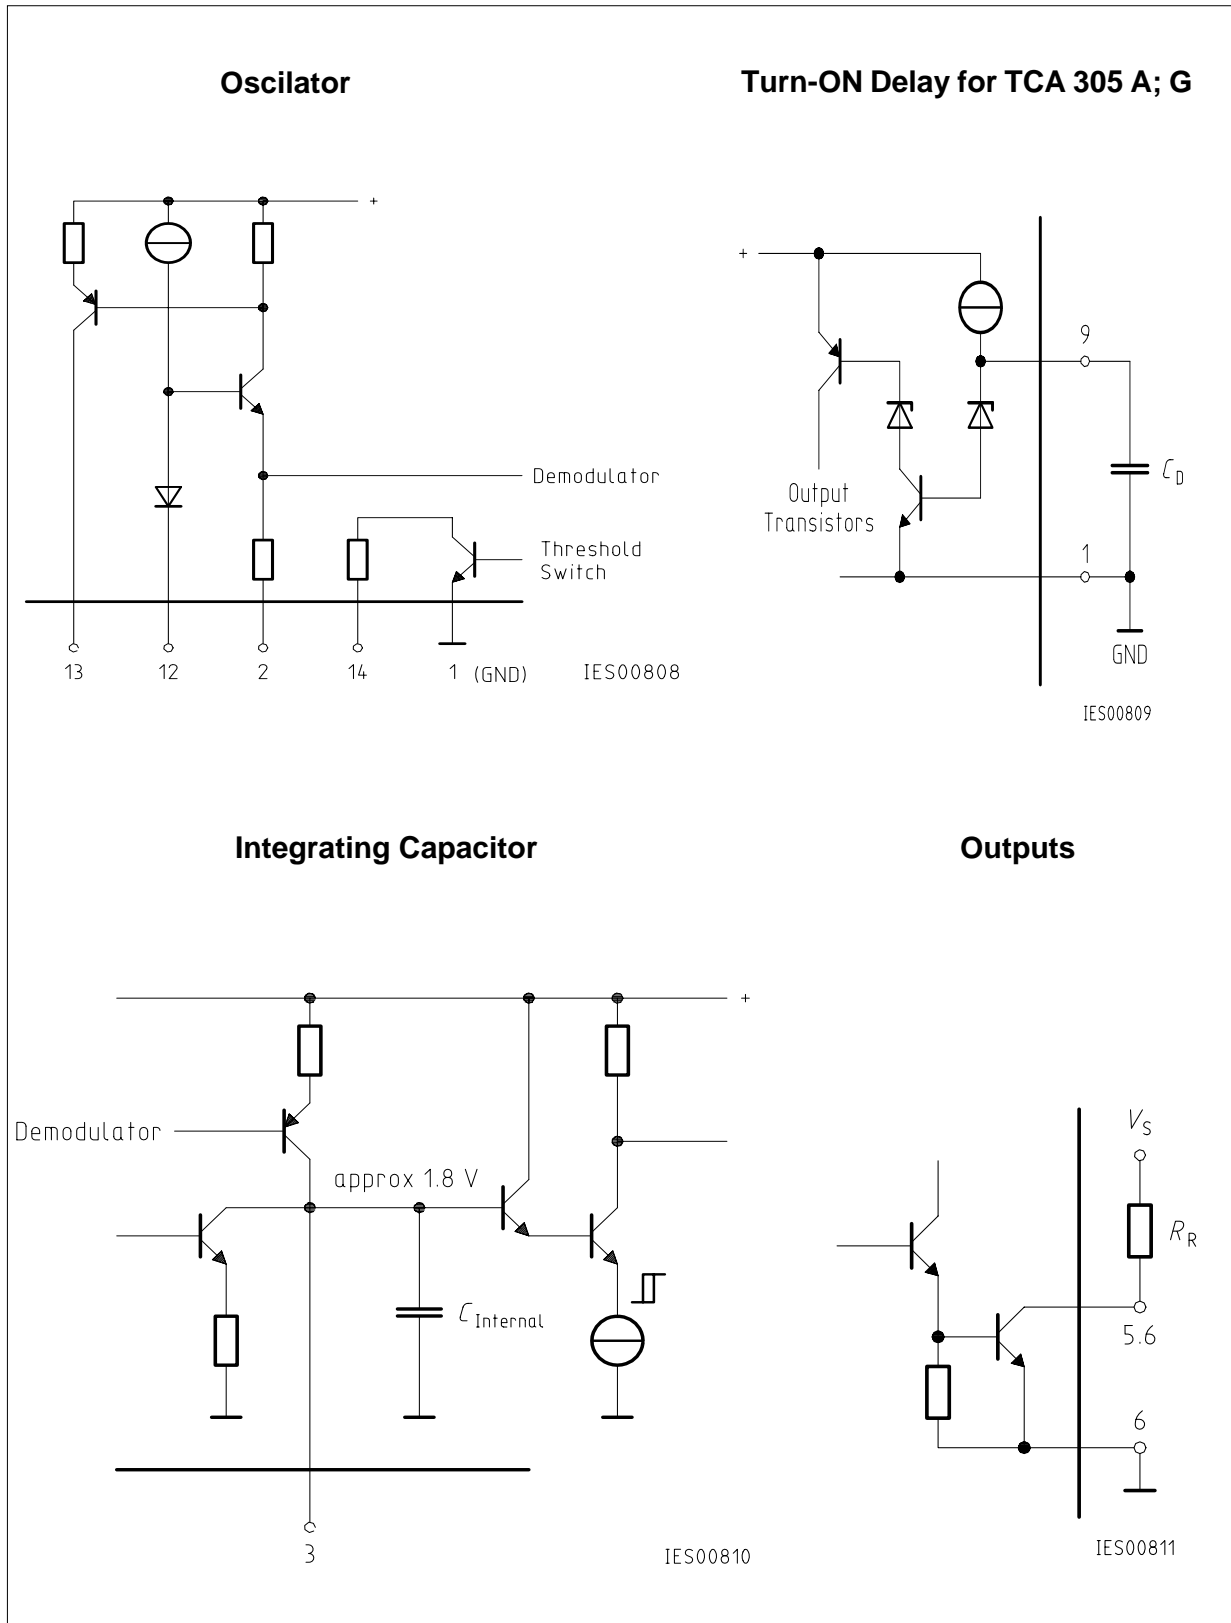 Oscilator
+
Demodulator
Threshold
Switch
13
12
2
14
1 (GND)
IES00808
Turn-ON Delay for TCA 305 A; G
+
9
Output
Transistors
C_D
1
GND
IES00809
Integrating Capacitor
+
Demodulator
approx 1.8 V
C_Internal
3
IES00810
Outputs
V_S
R_R
5.6
6
IES00811